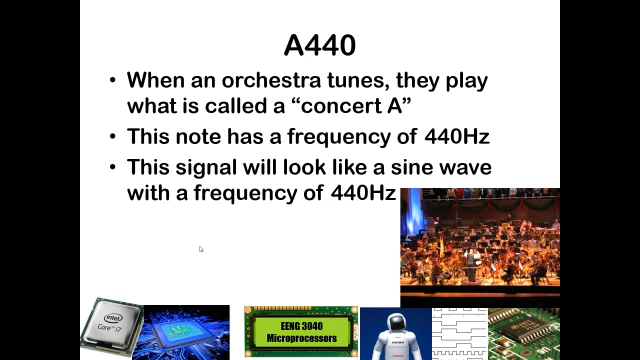 A440
• When an orchestra tunes, they play
what is called a “concert A”
• This note has a frequency of 440Hz
• This signal will look like a sine wave
with a frequency of 440Hz
intel
Core™ i7
EENG 3040
Microprocessors